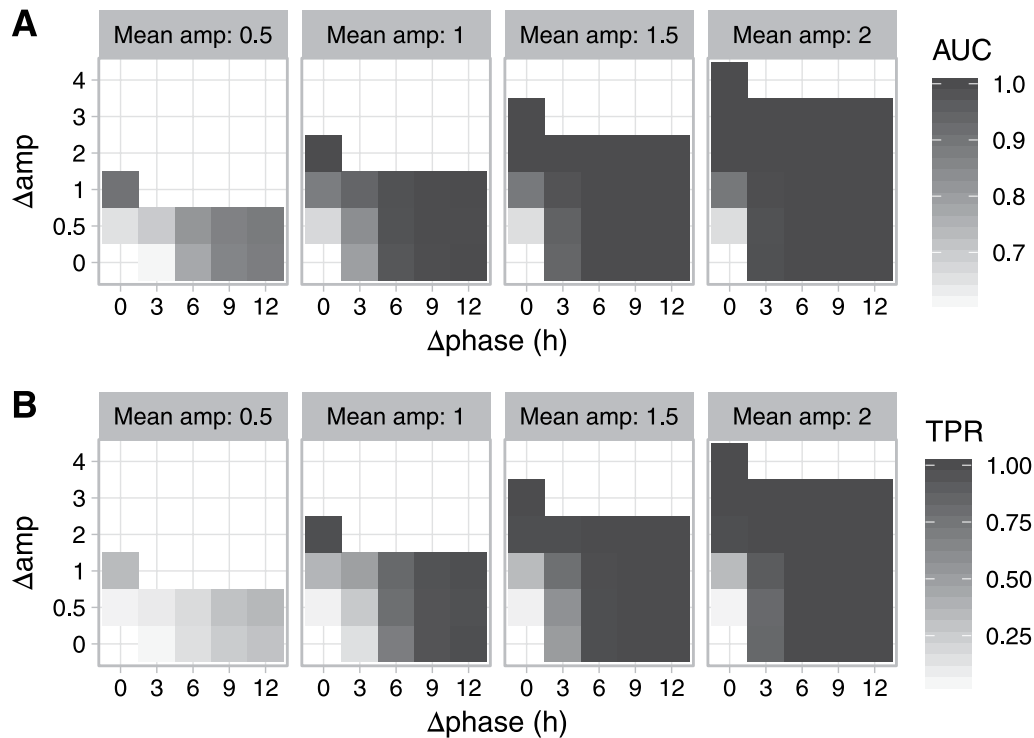 A
Mean amp: 0.5 Mean amp: 1 Mean amp: 1.5 Mean amp: 2
Δamp
4
3
2
1
0.5
0
0 3 6 9 12 0 3 6 9 12 0 3 6 9 12 0 3 6 9 12
Δphase (h)
AUC
1.0
0.9
0.8
0.7
B
Mean amp: 0.5 Mean amp: 1 Mean amp: 1.5 Mean amp: 2
Δamp
4
3
2
1
0.5
0
0 3 6 9 12 0 3 6 9 12 0 3 6 9 12 0 3 6 9 12
Δphase (h)
TPR
1.00
0.75
0.50
0.25